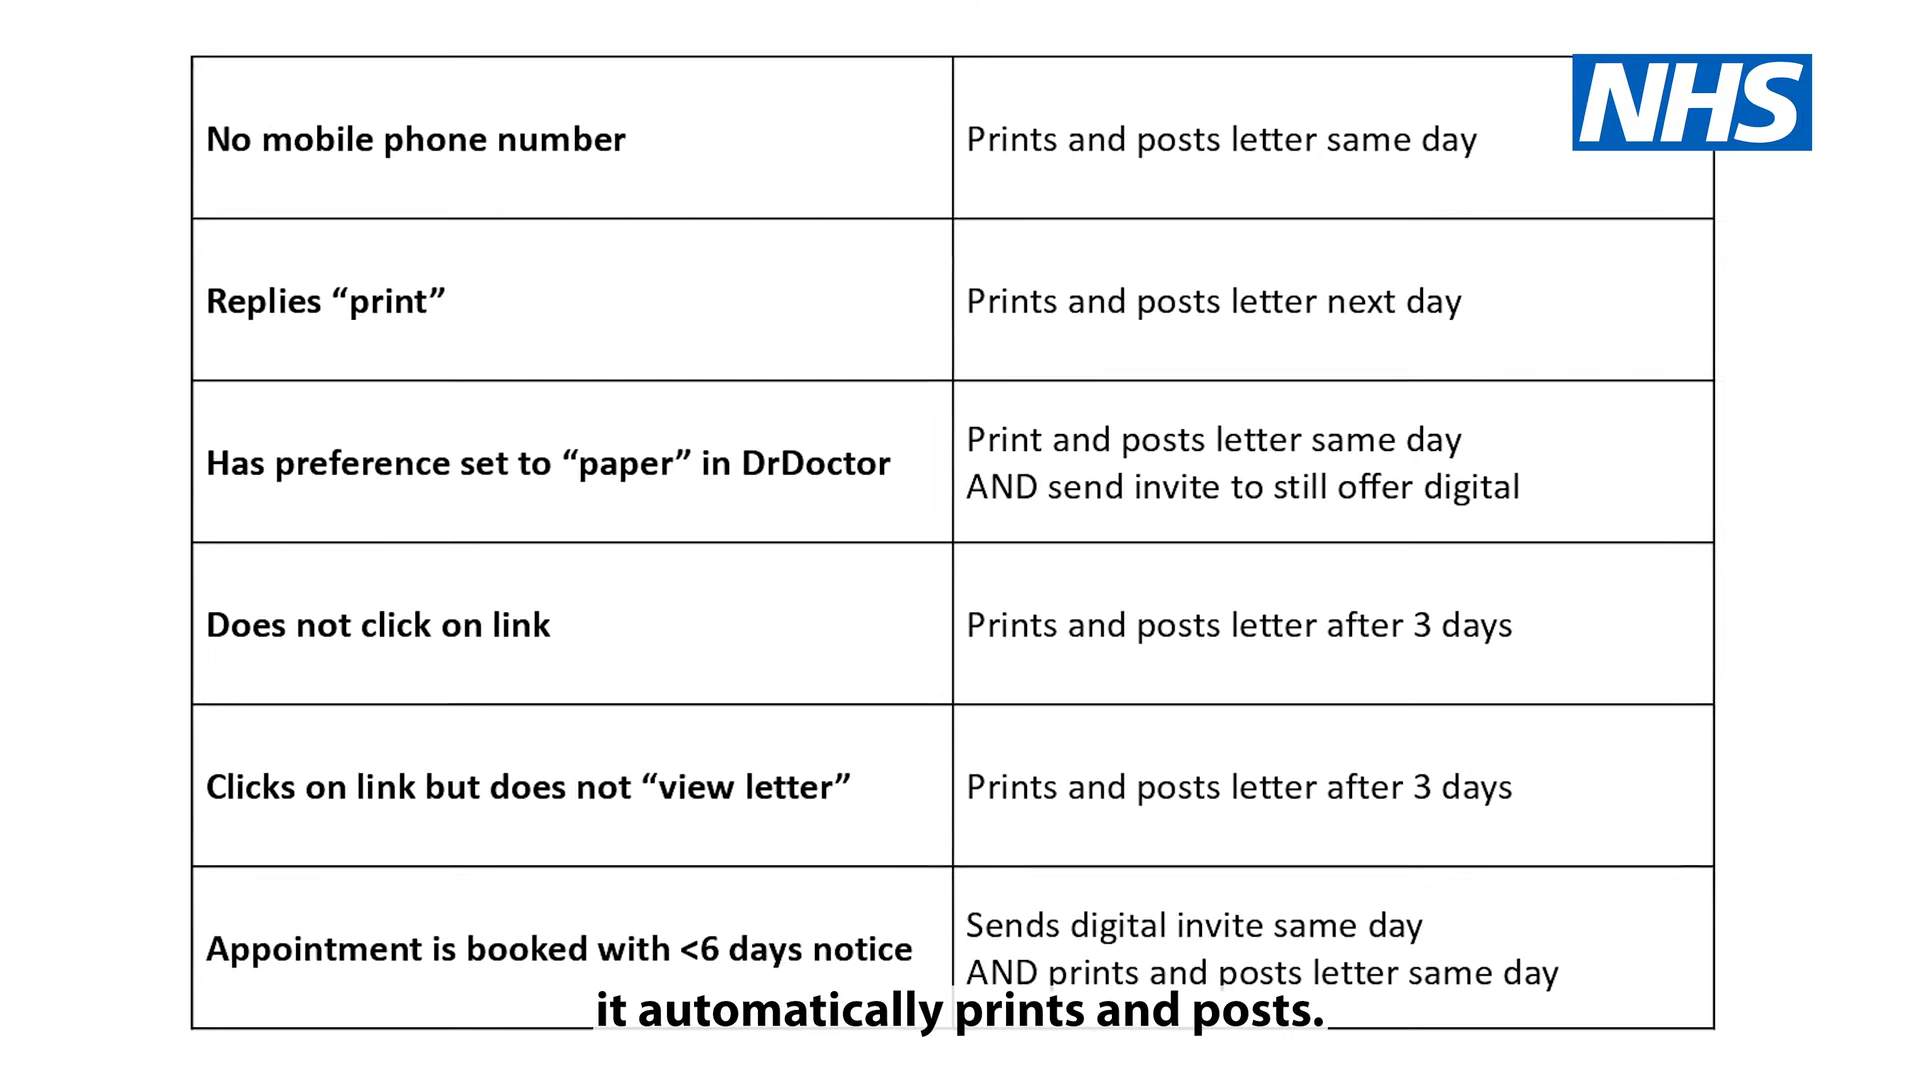 NHS
No mobile phone number
Prints and posts letter same day
Replies “print”
Prints and posts letter next day
Has preference set to “paper” in DrDoctor
Print and posts letter same day
AND send invite to still offer digital
Does not click on link
Prints and posts letter after 3 days
Clicks on link but does not “view letter”
Prints and posts letter after 3 days
Appointment is booked with <6 days notice
Sends digital invite same day
AND prints and posts letter same day
it automatically prints and posts.